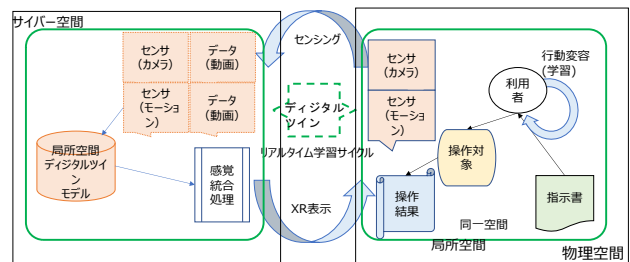 サイバー空間
センサ
(カメラ)
データ
(動画)
センサ
(モーショ
ン)
データ
(動画)
局所空間
ディジタルツイ
ン
モデル
感覚
統合
処理
センシング
ディジタル
ツイン
リアルタイム学習サイクル
XR表示
センサ
(カメラ)
センサ
(モーショ
ン)
利用
者
行動変容
(学習)
操作対
象
操作
結果
指示書
同一空間
局所空間
物理空間